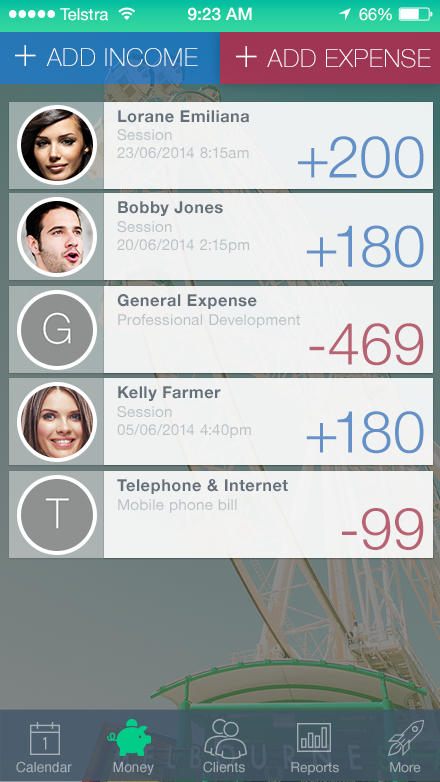 Telstra 9:23 AM 66%
+ ADD INCOME + ADD EXPENSE
Lorane Emiliana
Session
23/06/2014 8:15am
+200
Bobby Jones
Session
20/06/2014 2:15pm
+180
G
General Expense
Professional Development
-469
Kelly Farmer
Session
05/06/2014 4:40pm
+180
T
Telephone & Internet
Mobile phone bill
-99
MELBOURNE
1
Calendar Money Clients Reports More